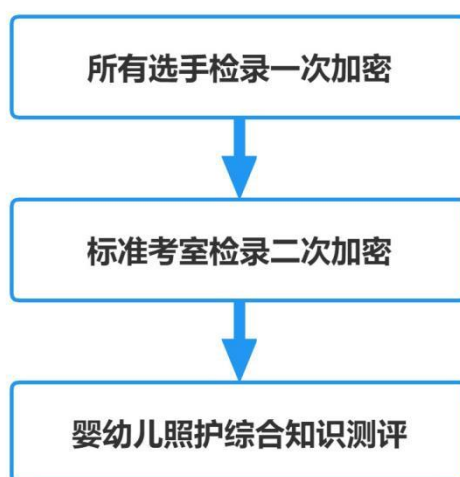 所有选手检录一次加密
标准考室检录二次加密
婴幼儿照护综合知识测评